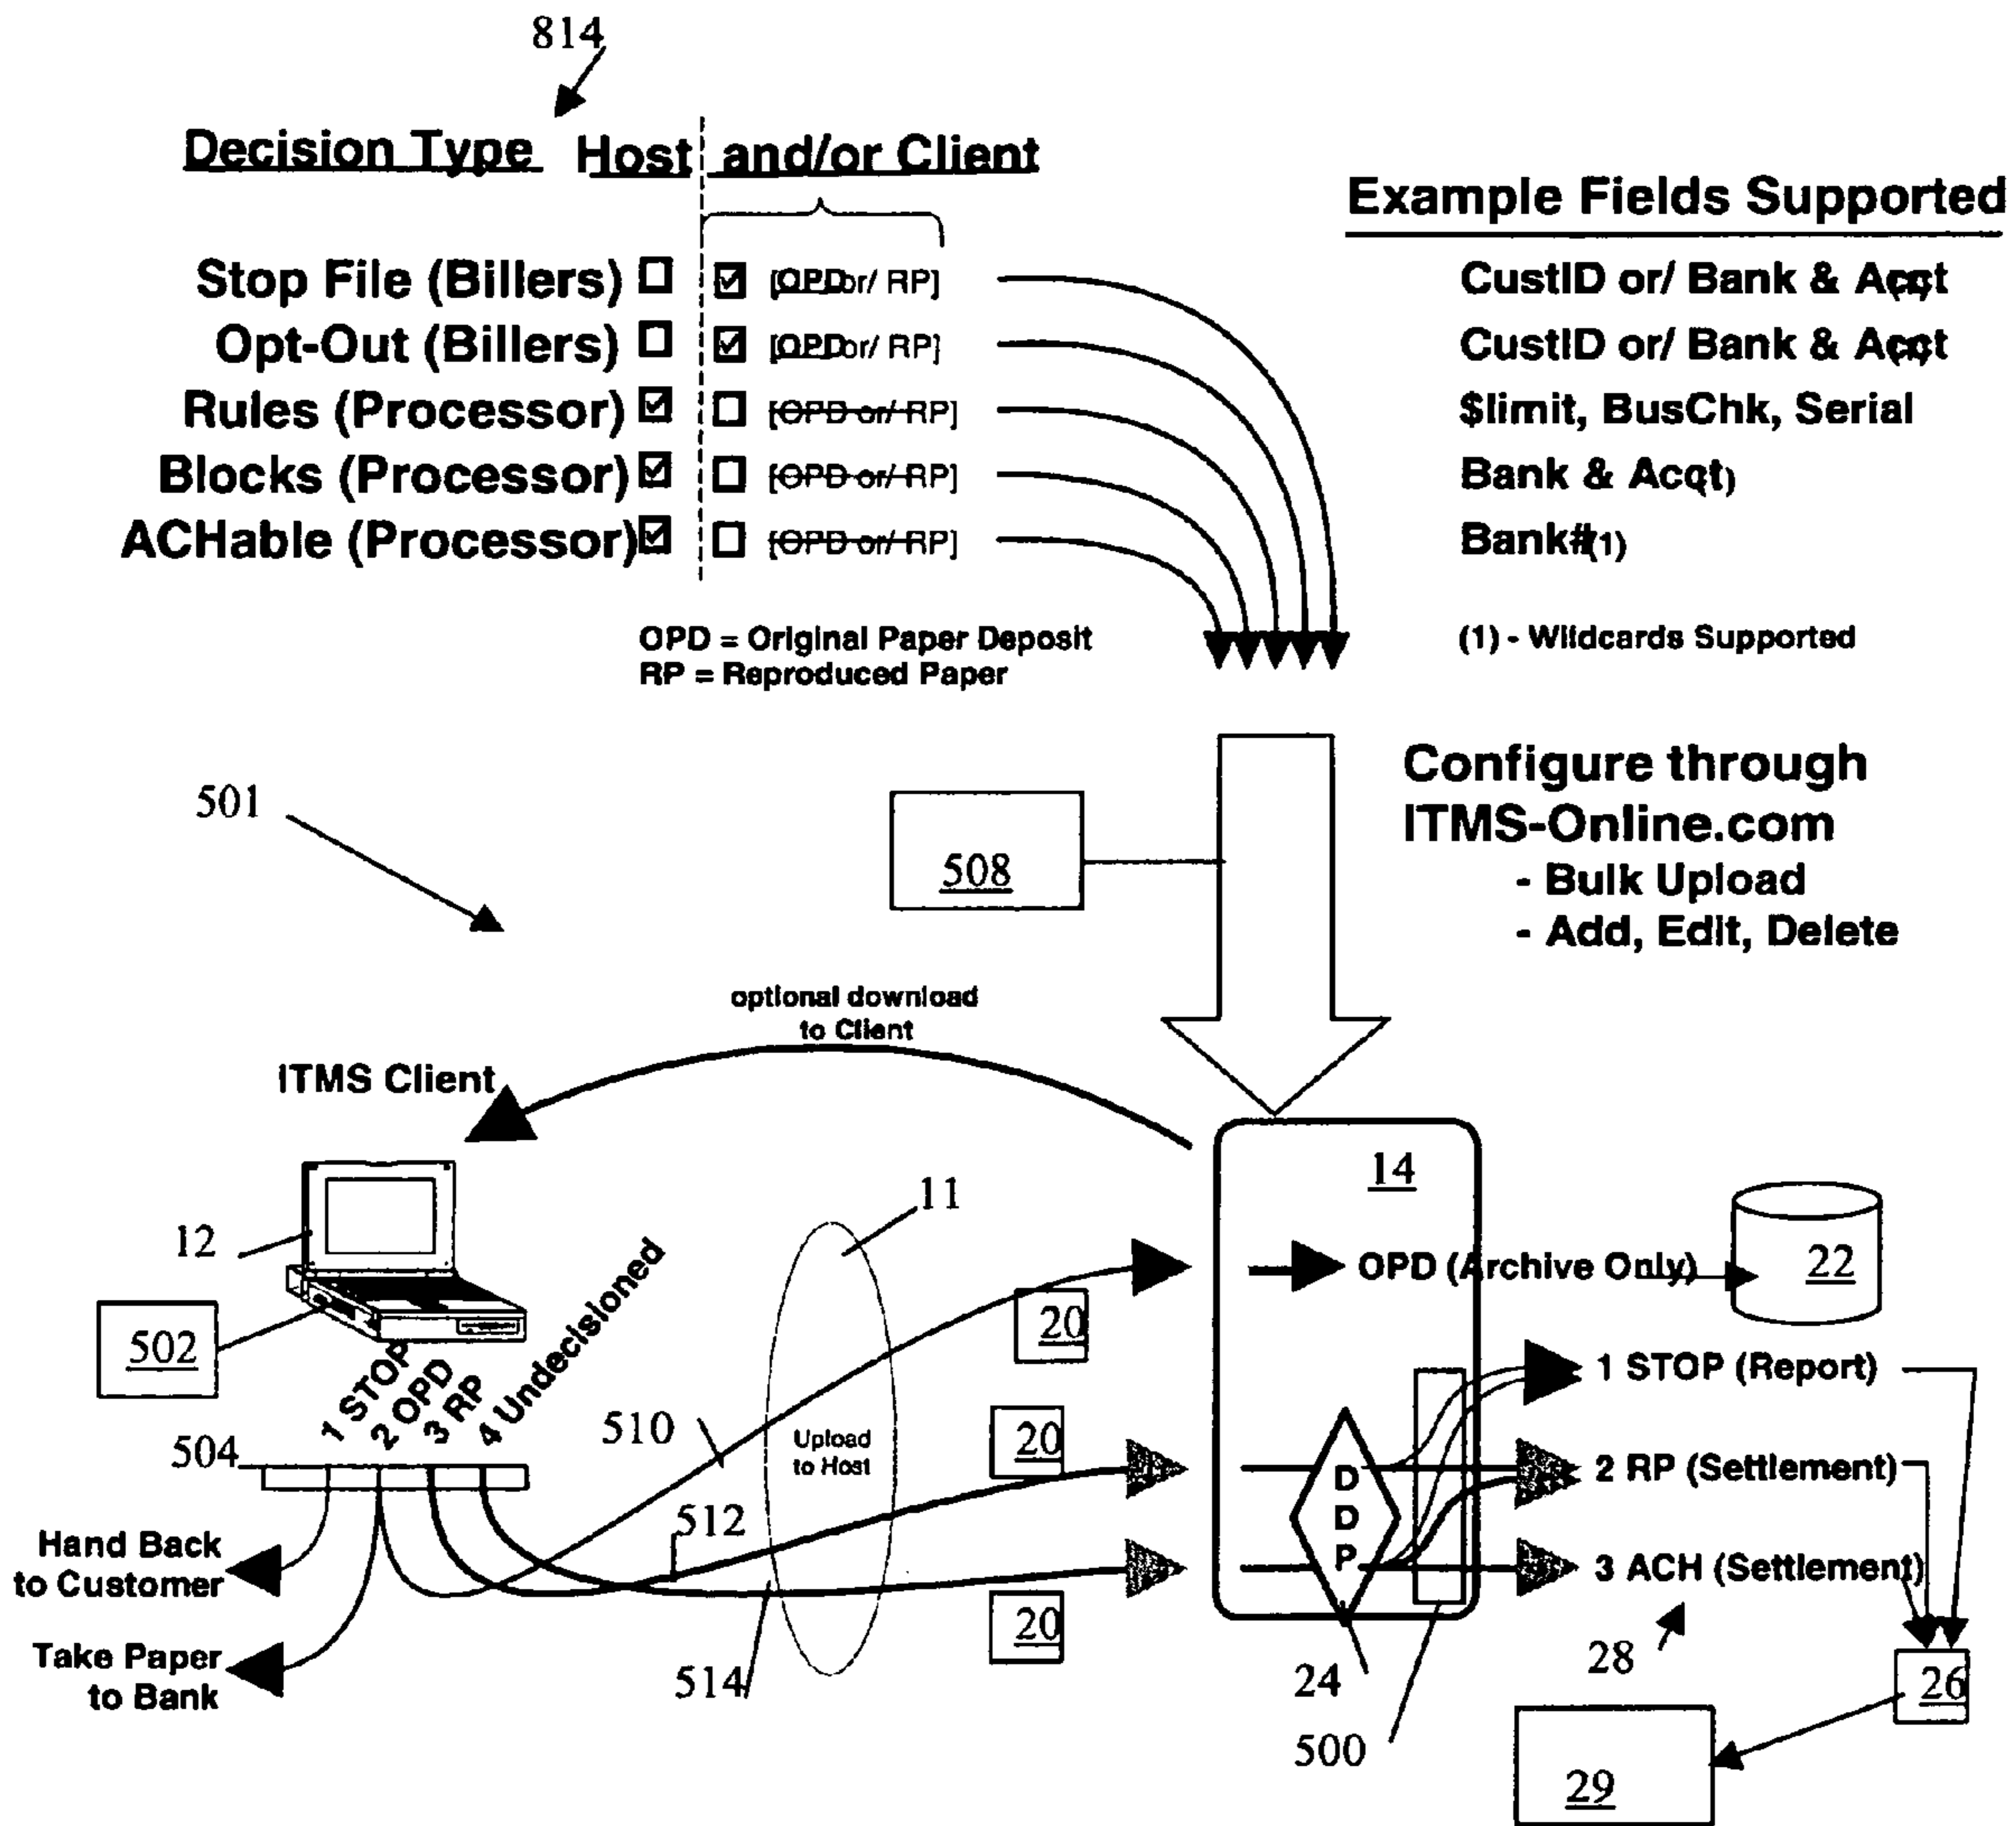 814
Decision Type Host and/or Client
Example Fields Supported
Stop File (Billers) [OPD or/ RP] CustID or/ Bank & Acct
Opt-Out (Billers) [OPD or/ RP] CustID or/ Bank & Acct
Rules (Processor) [OPD or/ RP] $limit, BusChk, Serial
Blocks (Processor) [OPD or/ RP] Bank & Acct
ACHable (Processor) [OPD or/ RP] Bank#(1)
OPD = Original Paper Deposit
RP = Reproduced Paper
(1) - Wildcards Supported
Configure through
ITMS-Online.com
- Bulk Upload
- Add, Edit, Delete
501
508
optional download
to Client
ITMS Client
14
11
12
OPD (Archive Only)
22
502
20
1 STOP
2 OPD
3 RP
4 Undecisioned
1 STOP (Report)
504
510
Upload
to Host
20
2 RP (Settlement)
DDP
512
Hand Back
to Customer
3 ACH (Settlement)
20
Take Paper
to Bank
514
24
28
26
500
29